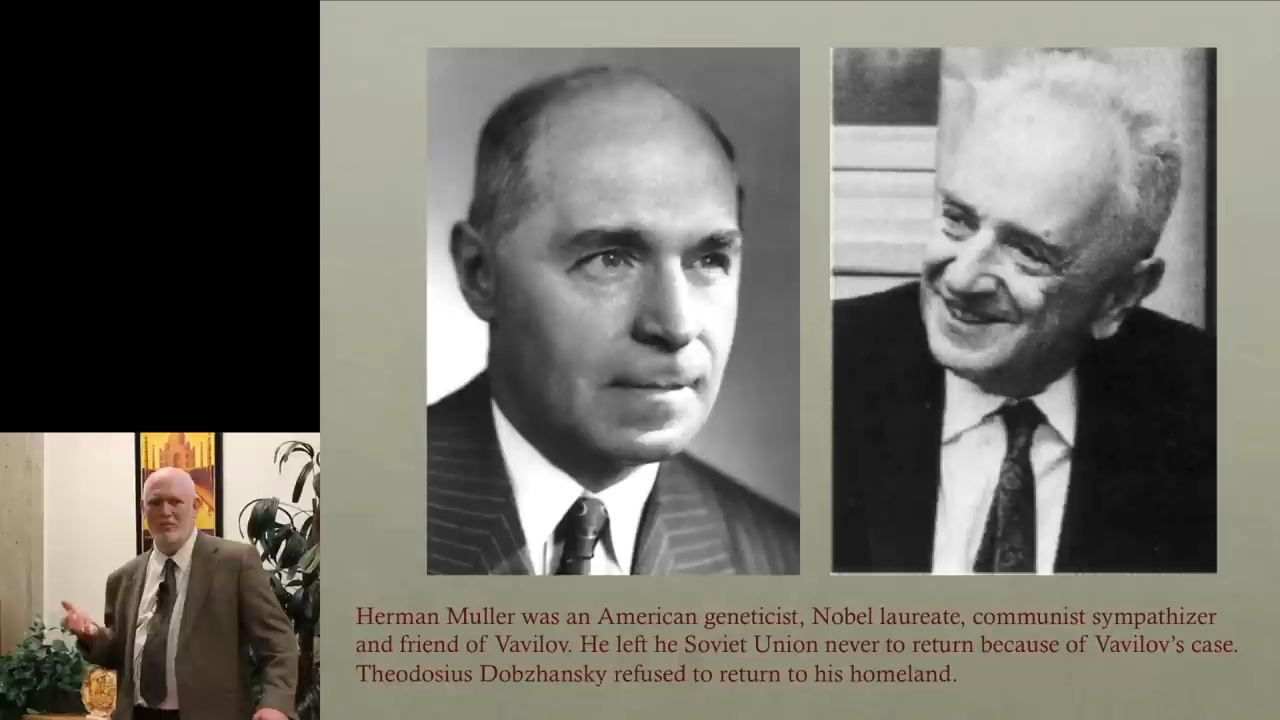 Herman Muller was an American geneticist, Nobel laureate, communist sympathizer
and friend of Vavilov. He left he Soviet Union never to return because of Vavilov's case.
Theodosius Dobzhansky refused to return to his homeland.